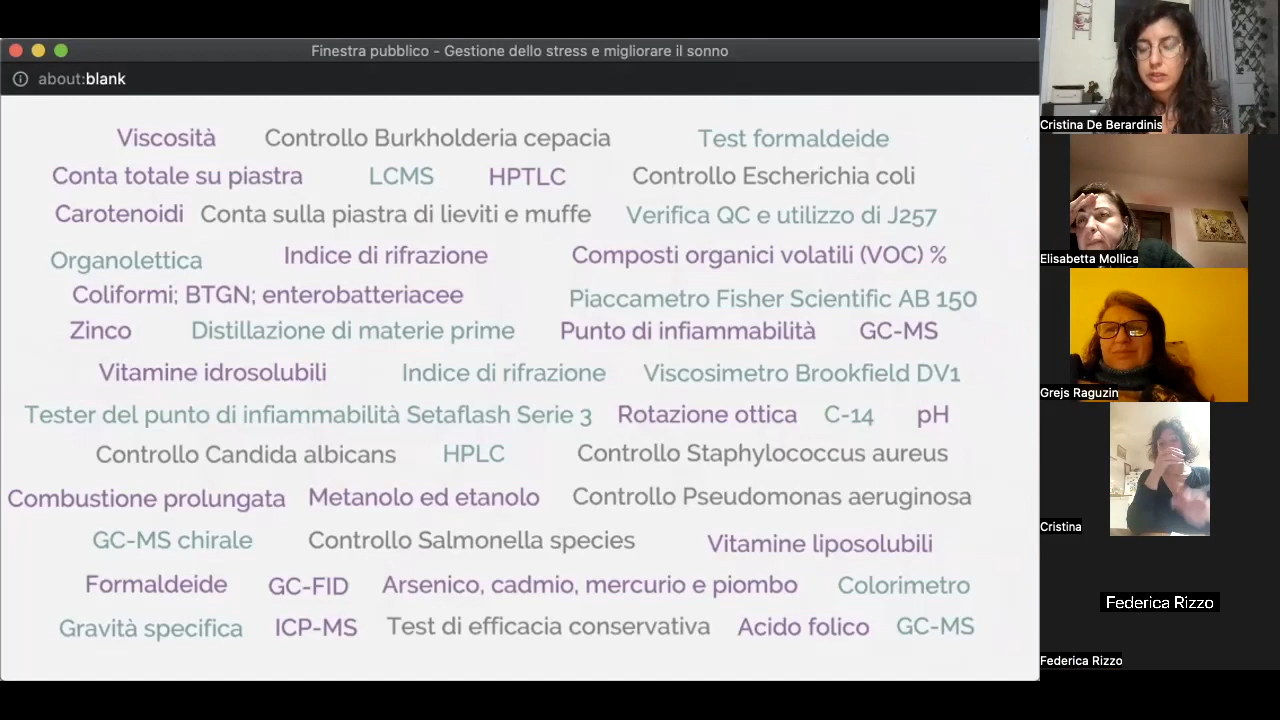 Finestra pubblico - Gestione dello stress e migliorare il sonno
about:blank
Viscosità Controllo Burkholderia cepacia Test formaldeide
Conta totale su piastra LCMS HPTLC Controllo Escherichia coli
Carotenoidi Conta sulla piastra di lieviti e muffe Verifica QC e utilizzo di J257
Organolettica Indice di rifrazione Composti organici volatili (VOC) %
Coliformi; BTGN; enterobatteriacee Piaccametro Fisher Scientific AB 150
Zinco Distillazione di materie prime Punto di infiammabilità GC-MS
Vitamine idrosolubili Indice di rifrazione Viscosimetro Brookfield DV1
Tester del punto di infiammabilità Setaflash Serie 3 Rotazione ottica C-14 pH
Controllo Candida albicans HPLC Controllo Staphylococcus aureus
Combustione prolungata Metanolo ed etanolo Controllo Pseudomonas aeruginosa
GC-MS chirale Controllo Salmonella species Vitamine liposolubili
Formaldeide GC-FID Arsenico, cadmio, mercurio e piombo Colorimetro
Gravità specifica ICP-MS Test di efficacia conservativa Acido folico GC-MS
Cristina De Berardinis
Elisabetta Mollica
Grejs Raguzin
Cristina
Federica Rizzo
Federica Rizzo